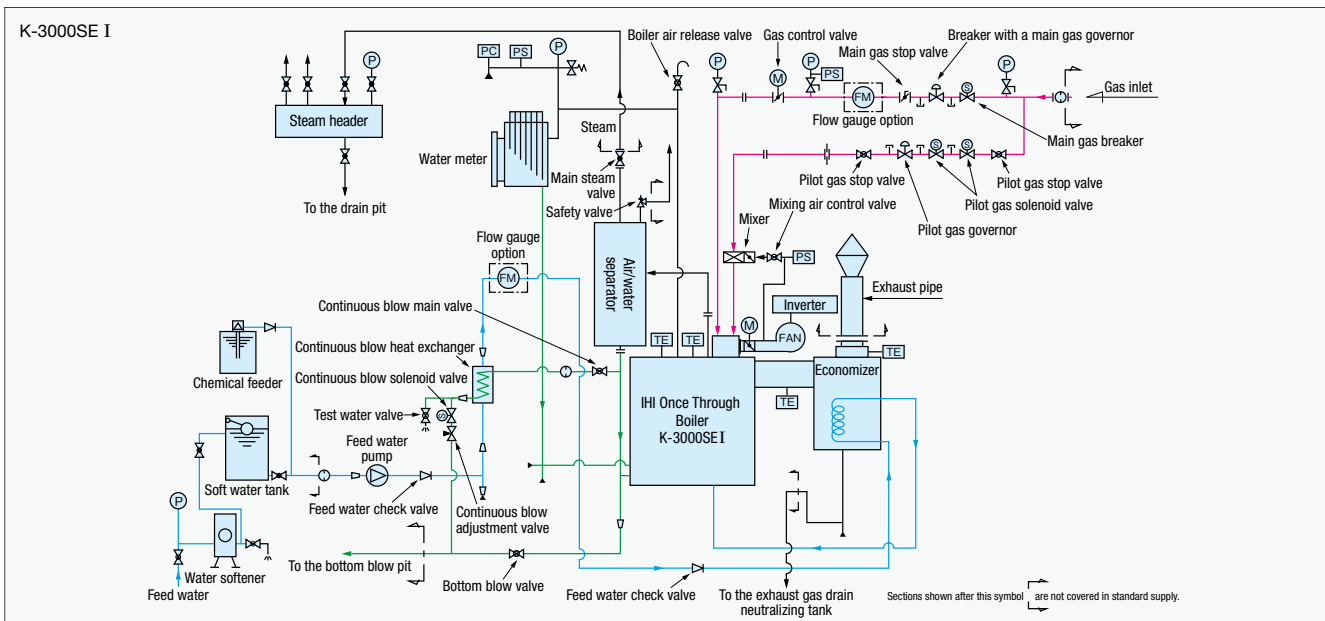 K-3000SE I
PC
PS
P
P
Boiler air release valve
Gas control valve
Main gas stop valve
Breaker with a main gas governor
P
P
PS
P
M
FM
S
Gas inlet
Flow gauge option
Main gas breaker
Steam header
Steam
Water meter
Main steam
valve
Safety valve
To the drain pit
S
S
Pilot gas stop valve
Pilot gas stop valve
Pilot gas solenoid valve
Pilot gas governor
Mixing air control valve
Mixer
PS
Flow gauge
option
FM
Air/water
separator
Exhaust pipe
Inverter
Continuous blow main valve
M
FAN
TE
TE
TE
Continuous blow heat exchanger
Economizer
Chemical feeder
Continuous blow solenoid valve
TE
Test water valve
S
IHI Once Through
Boiler
K-3000SE I
Feed water
pump
Soft water tank
Feed water check valve
Continuous blow
adjustment valve
P
To the bottom blow pit
Water softener
Bottom blow valve
Feed water check valve
Feed water
To the exhaust gas drain
neutralizing tank
Sections shown after this symbol are not covered in standard supply.